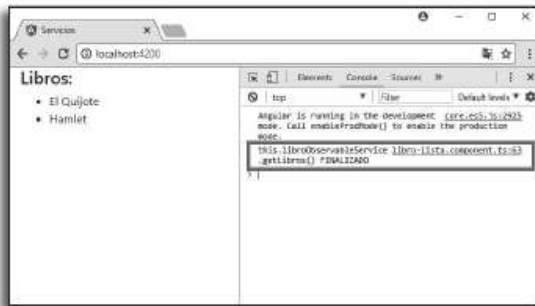 Servicios
localhost:4200
Libros:
El Quijote
Hamlet
Elements Console Sources
top Filter Default levels
Angular is running in the development core.es5.js:2925
mode. Call enableProdMode() to enable the production
mode.
this.libroObservableService libro-lista.component.ts:63
.getLibros() FINALIZADO